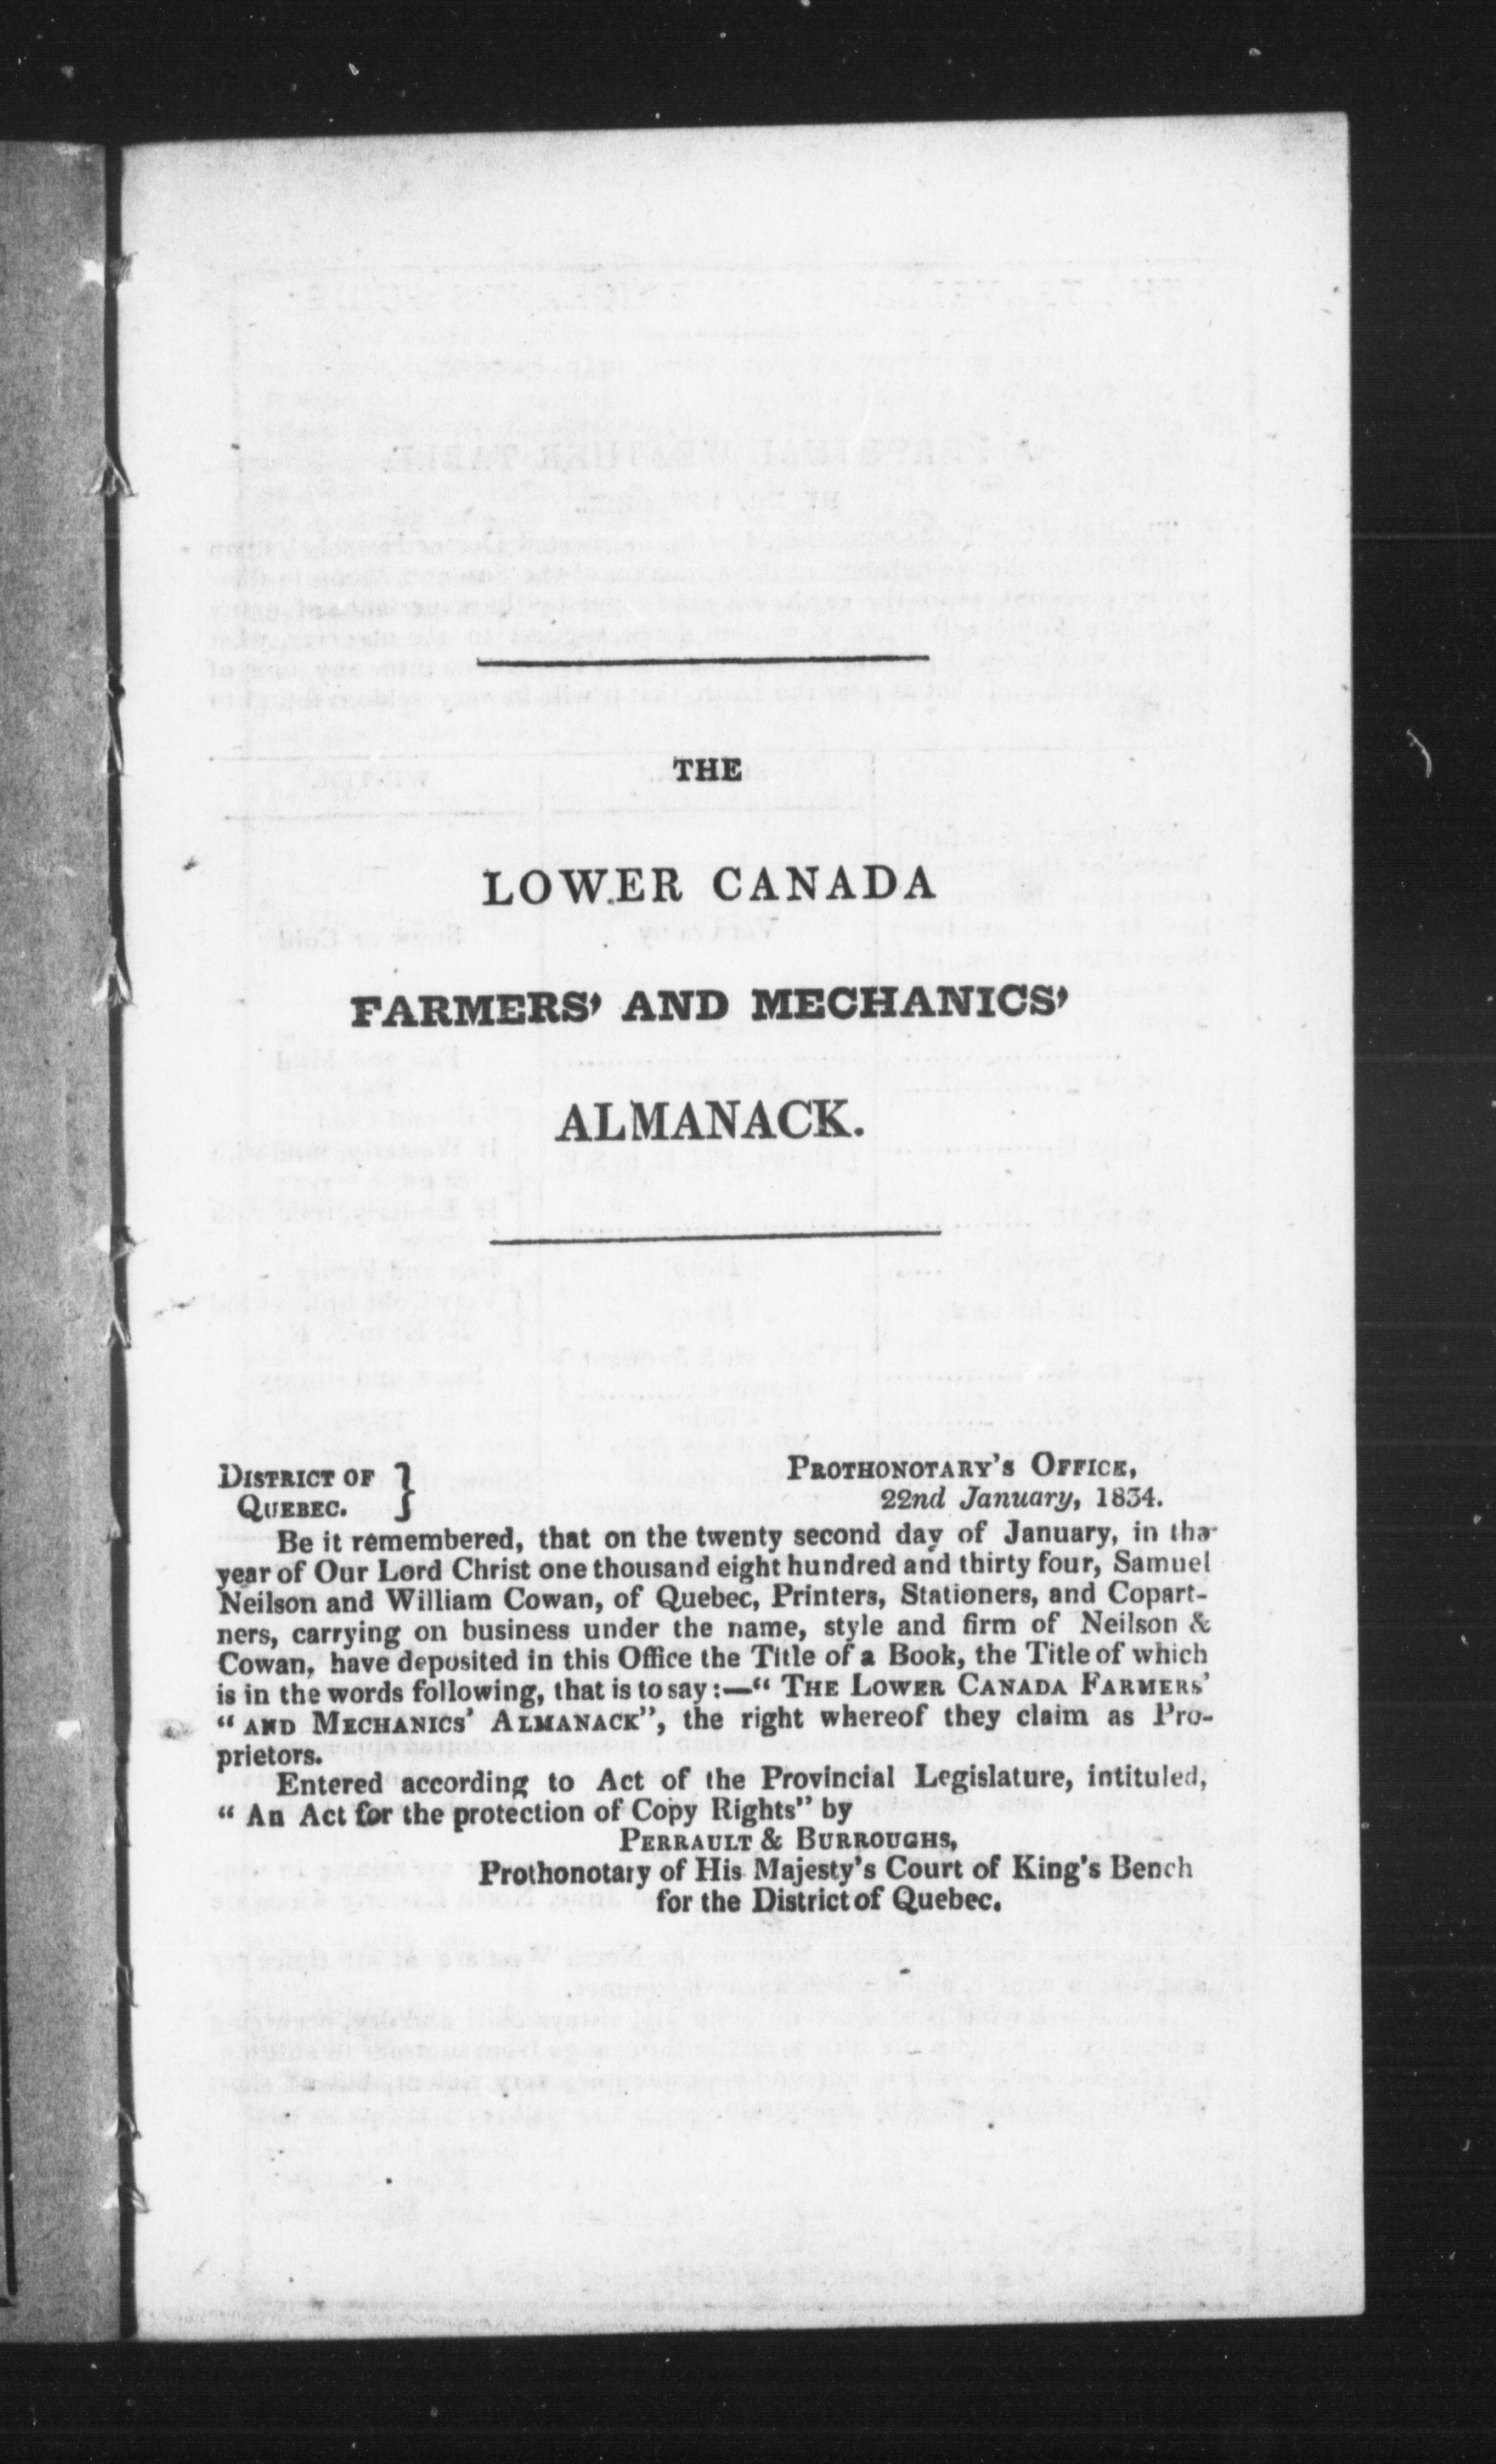 THE
LOWER CANADA
FARMERS' AND MECHANICS'
ALMANACK.
DISTRICT OF }
QUEBEC. }
PROTHONOTARY'S OFFICE,
22nd January, 1834.
Be it remembered, that on the twenty second day of January, in the
year of Our Lord Christ one thousand eight hundred and thirty four, Samuel
Neilson and William Cowan, of Quebec, Printers, Stationers, and Copart-
ners, carrying on business under the name, style and firm of Neilson &
Cowan, have deposited in this Office the Title of a Book, the Title of which
is in the words following, that is to say:—" THE LOWER CANADA FARMERS'
" AND MECHANICS' ALMANACK", the right whereof they claim as Pro-
prietors.
Entered according to Act of the Provincial Legislature, intituled,
" An Act for the protection of Copy Rights" by
PERRAULT & BURROUGHS,
Prothonotary of His Majesty's Court of King's Bench
for the District of Quebec.